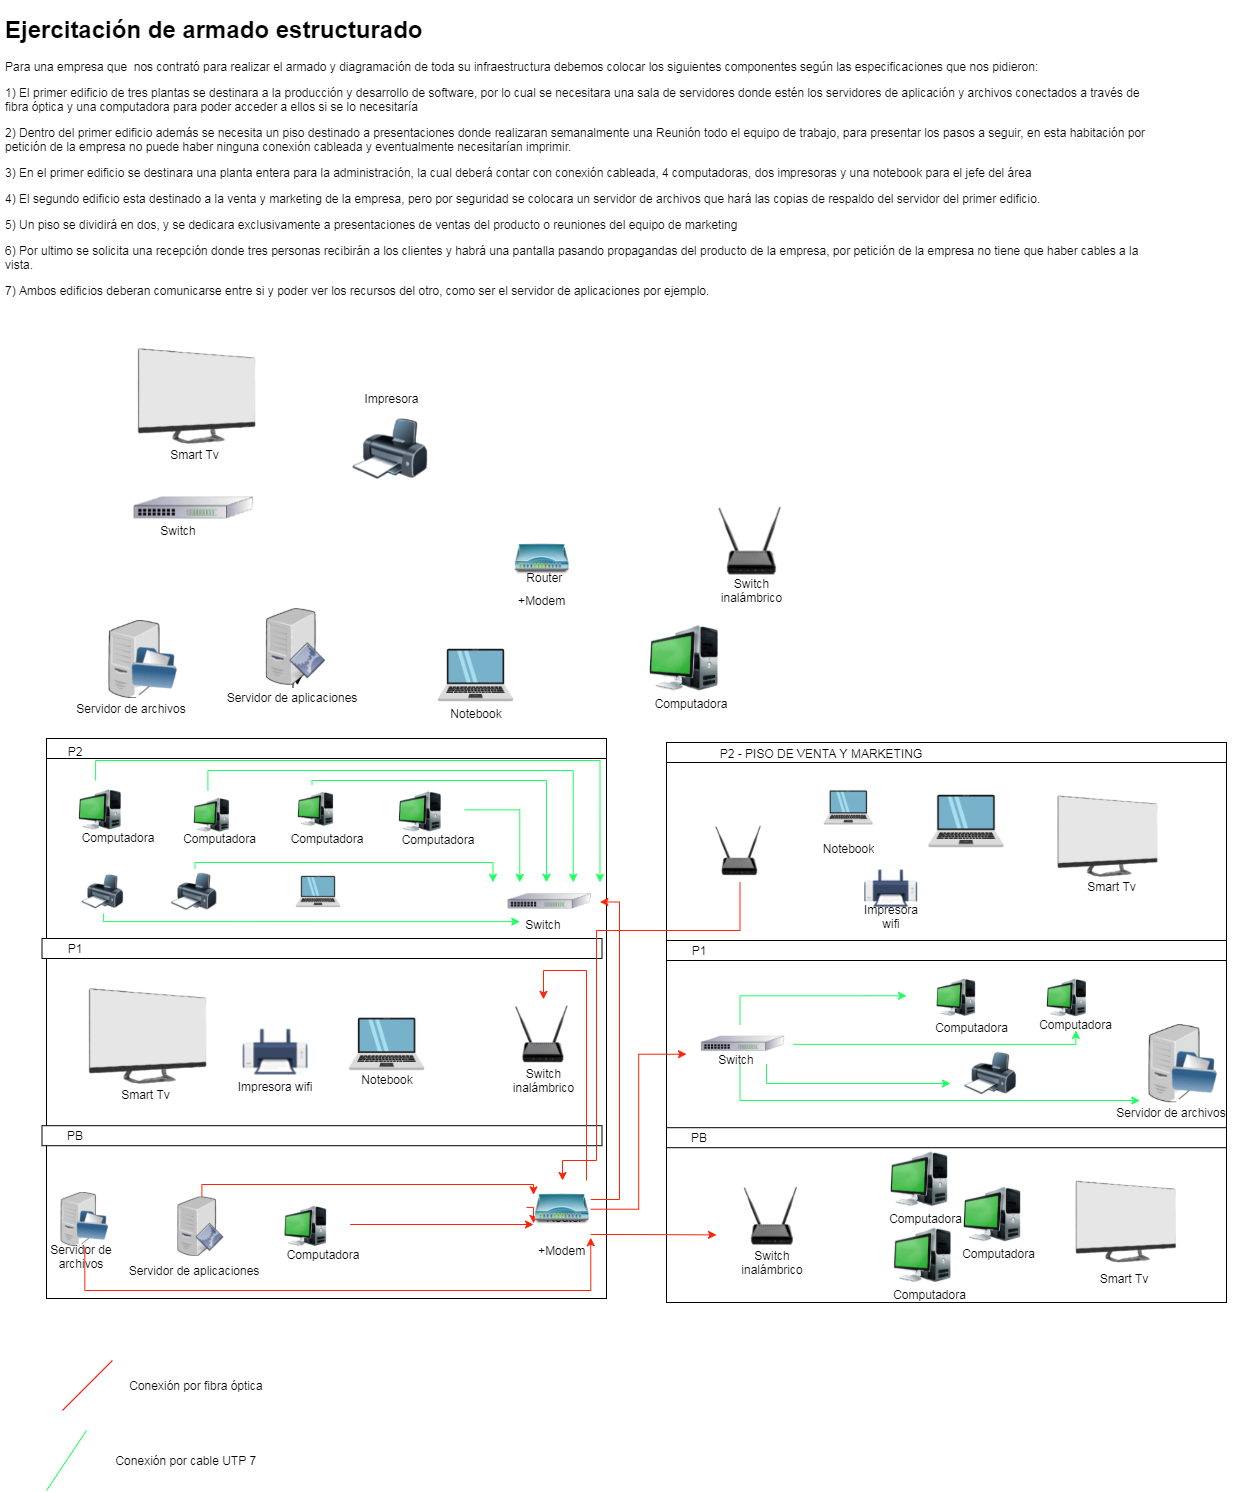 Ejercitación de armado estructurado
Para una empresa que  nos contrató para realizar el armado y diagramación de toda su infraestructura debemos colocar los siguientes componentes según las especificaciones que nos pidieron:
1) El primer edificio de tres plantas se destinara a la producción y desarrollo de software, por lo cual se necesitara una sala de servidores donde estén los servidores de aplicación y archivos conectados a través de
fibra óptica y una computadora para poder acceder a ellos si se lo necesitaría
2) Dentro del primer edificio además se necesita un piso destinado a presentaciones donde realizaran semanalmente una Reunión todo el equipo de trabajo, para presentar los pasos a seguir, en esta habitación por
petición de la empresa no puede haber ninguna conexión cableada y eventualmente necesitarían imprimir.
3) En el primer edificio se destinara una planta entera para la administración, la cual deberá contar con conexión cableada, 4 computadoras, dos impresoras y una notebook para el jefe del área
4) El segundo edificio esta destinado a la venta y marketing de la empresa, pero por seguridad se colocara un servidor de archivos que hará las copias de respaldo del servidor del primer edificio.
5) Un piso se dividirá en dos, y se dedicara exclusivamente a presentaciones de ventas del producto o reuniones del equipo de marketing
6) Por ultimo se solicita una recepción donde tres personas recibirán a los clientes y habrá una pantalla pasando propagandas del producto de la empresa, por petición de la empresa no tiene que haber cables a la
vista.
7) Ambos edificios deberan comunicarse entre si y poder ver los recursos del otro, como ser el servidor de aplicaciones por ejemplo.
Impresora
Smart Tv
Switch
Router
+Modem
Switch
inalámbrico
Servidor de archivos
Servidor de aplicaciones
Notebook
Computadora
P2
Computadora
Computadora
Computadora
Computadora
Switch
P1
Smart Tv
Impresora wifi
Notebook
Switch
inalámbrico
PB
Servidor de
archivos
Servidor de aplicaciones
Computadora
+Modem
P2 - PISO DE VENTA Y MARKETING
Notebook
Impresora
wifi
Smart Tv
P1
Switch
Computadora
Computadora
Servidor de archivos
PB
Switch
inalámbrico
Computadora
Computadora
Computadora
Smart Tv
Conexión por fibra óptica
Conexión por cable UTP 7